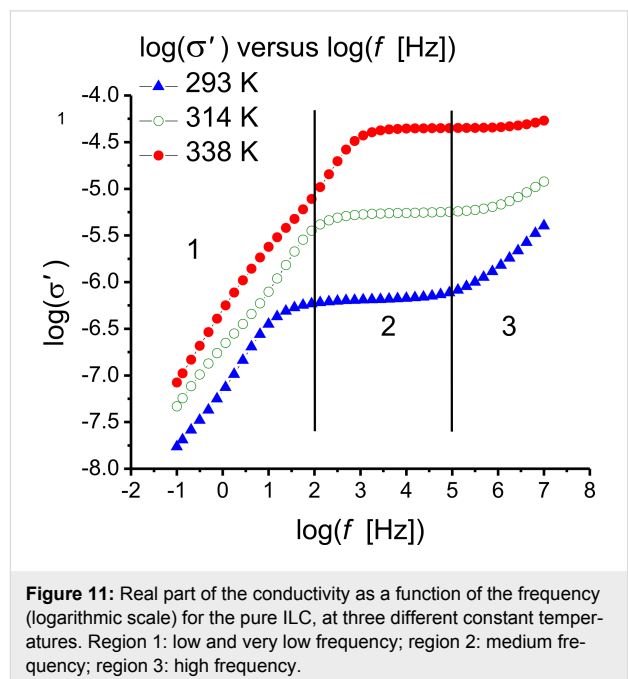 log(σ′) versus log(f [Hz])
293 K
314 K
338 K
1
-4.0
-4.5
-5.0
-5.5
-6.0
-6.5
-7.0
-7.5
-8.0
log(σ′)
1
2
3
-2 -1 0 1 2 3 4 5 6 7 8
log(f [Hz])
Figure 11: Real part of the conductivity as a function of the frequency
(logarithmic scale) for the pure ILC, at three different constant temper-
atures. Region 1: low and very low frequency; region 2: medium fre-
quency; region 3: high frequency.